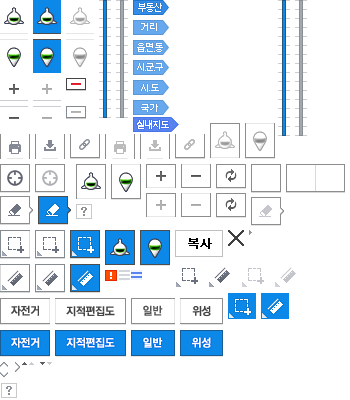 부동산
거리
읍면동
시군구
시,도
국가
실내지도
?
복사
자전거 지적편집도 일반 위성
자전거 지적편집도 일반 위성
?